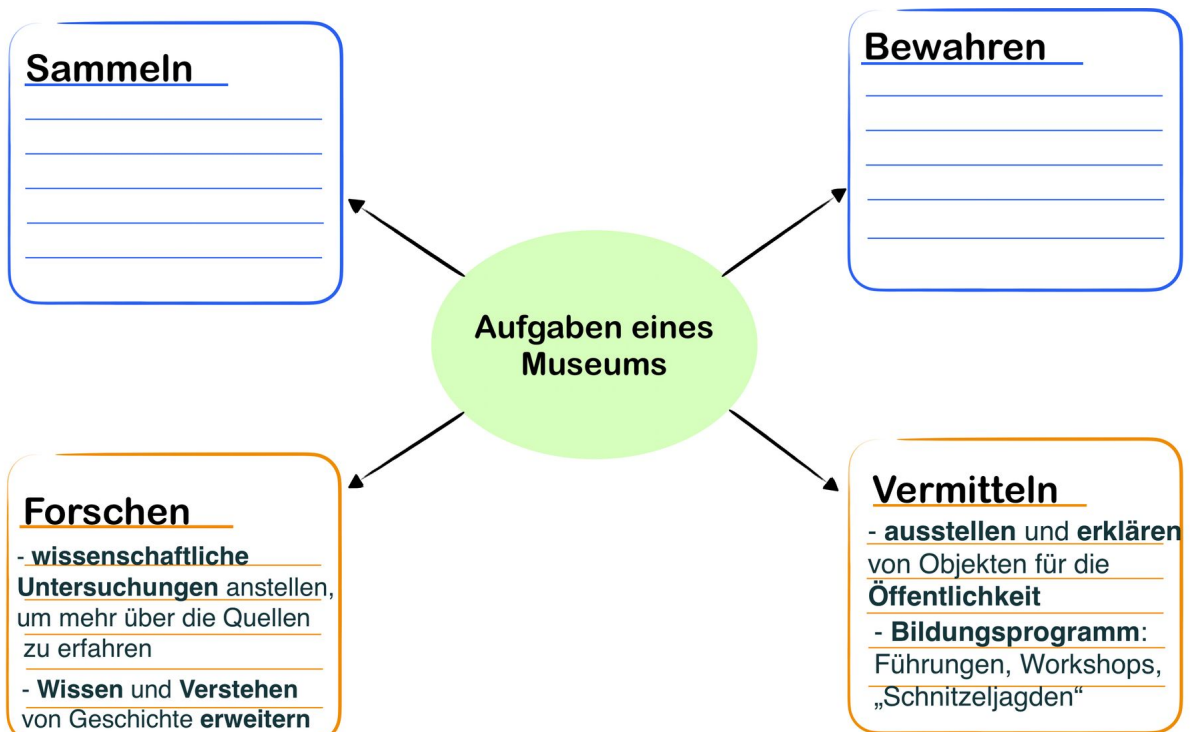 Sammeln
Bewahren
Aufgaben eines
Museums
Forschen
- wissenschaftliche
Untersuchungen anstellen,
um mehr über die Quellen
zu erfahren
- Wissen und Verstehen
von Geschichte erweitern
Vermitteln
- ausstellen und erklären
von Objekten für die
Öffentlichkeit
- Bildungsprogramm:
Führungen, Workshops,
„Schnitzeljagden“